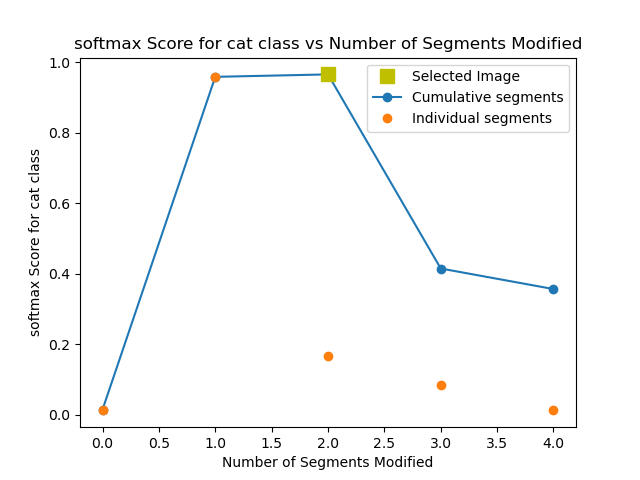 softmax Score for cat class vs Number of Segments Modified
1.0
0.8
0.6
0.4
0.2
0.0
softmax Score for cat class
Selected Image
Cumulative segments
Individual segments
0.0 0.5 1.0 1.5 2.0 2.5 3.0 3.5 4.0
Number of Segments Modified